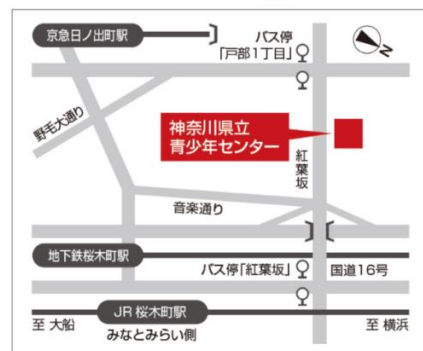 京急日ノ出町駅
バス停
「戸部1丁目」
N
野毛大通り
神奈川県立
青少年センター
紅葉坂
音楽通り
地下鉄桜木町駅
バス停「紅葉坂」
国道16号
JR 桜木町駅
至 大船
みなとみらい側
至 横浜